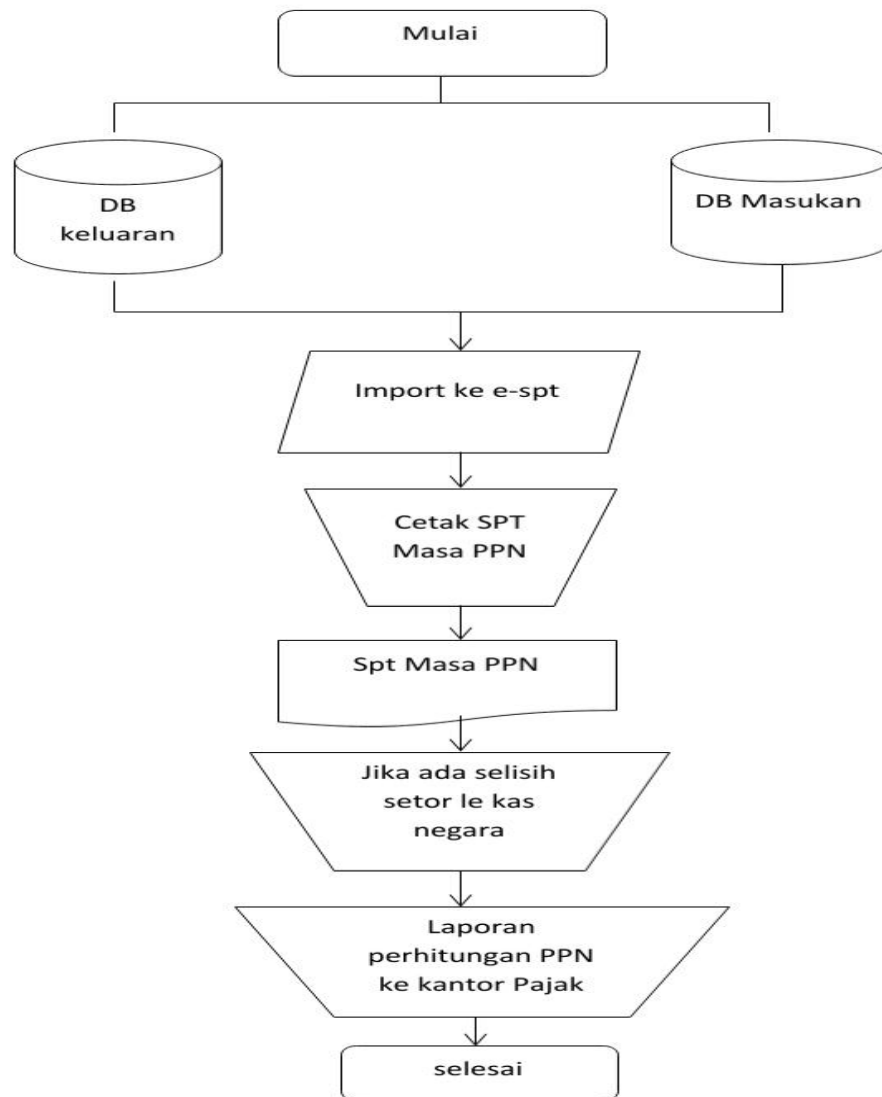 Mulai
DB
keluaran
DB Masukan
Import ke e-spt
Cetak SPT
Masa PPN
Spt Masa PPN
Jika ada selisih
setor le kas
negara
Laporan
perhitungan PPN
ke kantor Pajak
selesai